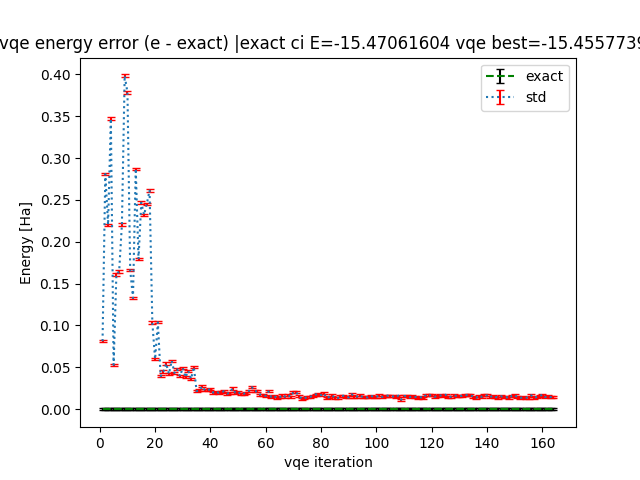 vqe energy error (e - exact) |exact ci E=-15.47061604 vqe best=-15.4557739
0.40
0.35
0.30
0.25
0.20
0.15
0.10
0.05
0.00
Energy [Ha]
exact
std
0 20 40 60 80 100 120 140 160
vqe iteration